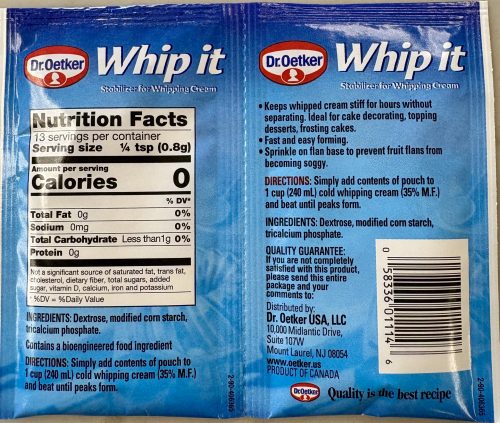 Dr.Oetker
Whip it
Stabilizer for Whipping Cream
Nutrition Facts
13 servings per container
Serving size ¼ tsp (0.8g)
Amount per serving
Calories 0
% DV*
Total Fat 0g 0%
Sodium 0mg 0%
Total Carbohydrate Less than1g 0%
Protein 0g
Not a significant source of saturated fat, trans fat,
cholesterol, dietary fiber, total sugars, added
sugar, vitamin D, calcium, iron and potassium
*%DV = %Daily Value
INGREDIENTS: Dextrose, modified corn starch,
tricalcium phosphate.
Contains a bioengineered food ingredient
DIRECTIONS: Simply add contents of pouch to
1 cup (240 mL) cold whipping cream (35% M.F.)
and beat until peaks form.
Dr.Oetker
Whip it
Stabilizer for Whipping Cream
• Keeps whipped cream stiff for hours without
separating. Ideal for cake decorating, topping
desserts, frosting cakes.
• Fast and easy forming.
• Sprinkle on flan base to prevent fruit flans from
becoming soggy.
DIRECTIONS: Simply add contents of pouch to
1 cup (240 mL) cold whipping cream (35% M.F.)
and beat until peaks form.
INGREDIENTS: Dextrose, modified corn starch,
tricalcium phosphate.
QUALITY GUARANTEE:
If you are not completely
satisfied with this product,
please send this entire
package and your
comments to:
Distributed by:
Dr. Oetker USA, LLC
10,000 Midlantic Drive,
Suite 107W
Mount Laurel, NJ 08054
www.oetker.us
PRODUCT OF CANADA
0 58336 01114 6
Dr.Oetker
Quality is the best recipe